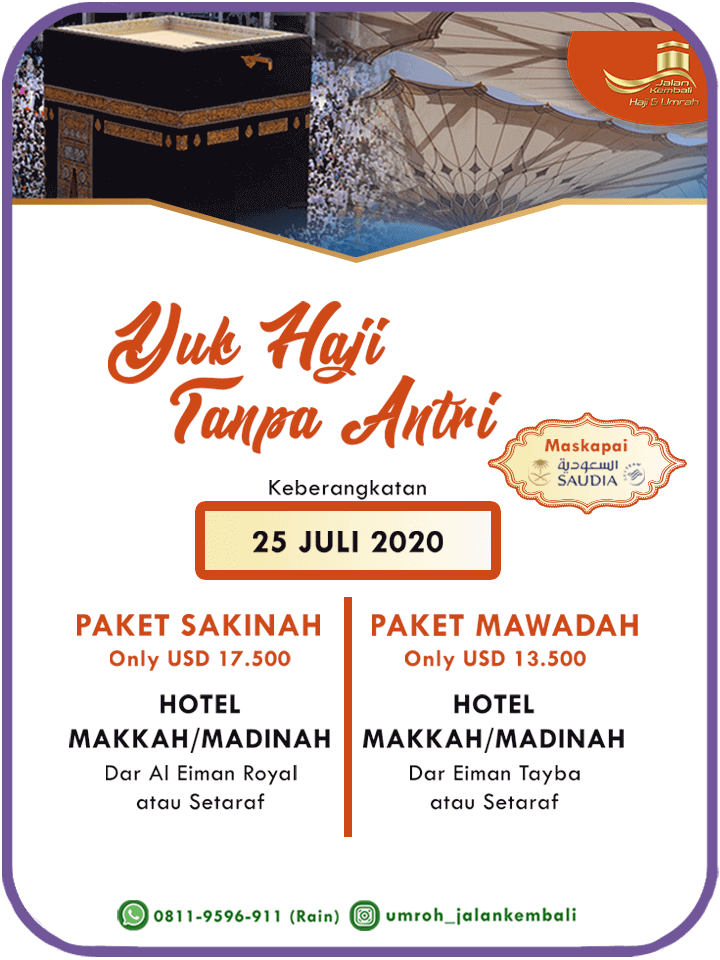 Jalan
Kembali
Haji & Umrah
Yuk Haji
Tanpa Antri
Maskapai
السعودية
SAUDIA
Keberangkatan
25 JULI 2020
PAKET SAKINAH
Only USD 17.500
HOTEL
MAKKAH/MADINAH
Dar Al Eiman Royal
atau Setaraf
PAKET MAWADAH
Only USD 13.500
HOTEL
MAKKAH/MADINAH
Dar Eiman Tayba
atau Setaraf
0811-9596-911 (Rain) umroh_jalankembali